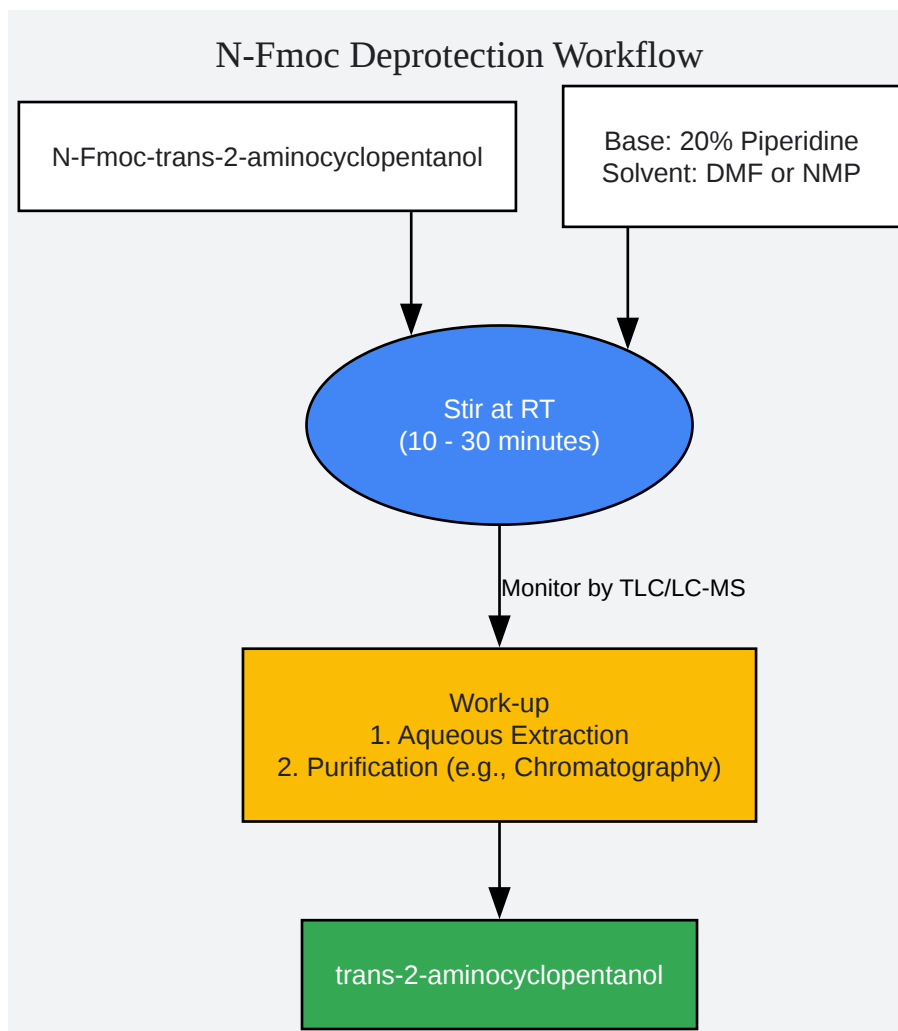 N-Fmoc Deprotection Workflow
N-Fmoc-trans-2-aminocyclopentanol
Base: 20% Piperidine
Solvent: DMF or NMP
Stir at RT
(10 - 30 minutes)
Monitor by TLC/LC-MS
Work-up
1. Aqueous Extraction
2. Purification (e.g., Chromatography)
trans-2-aminocyclopentanol